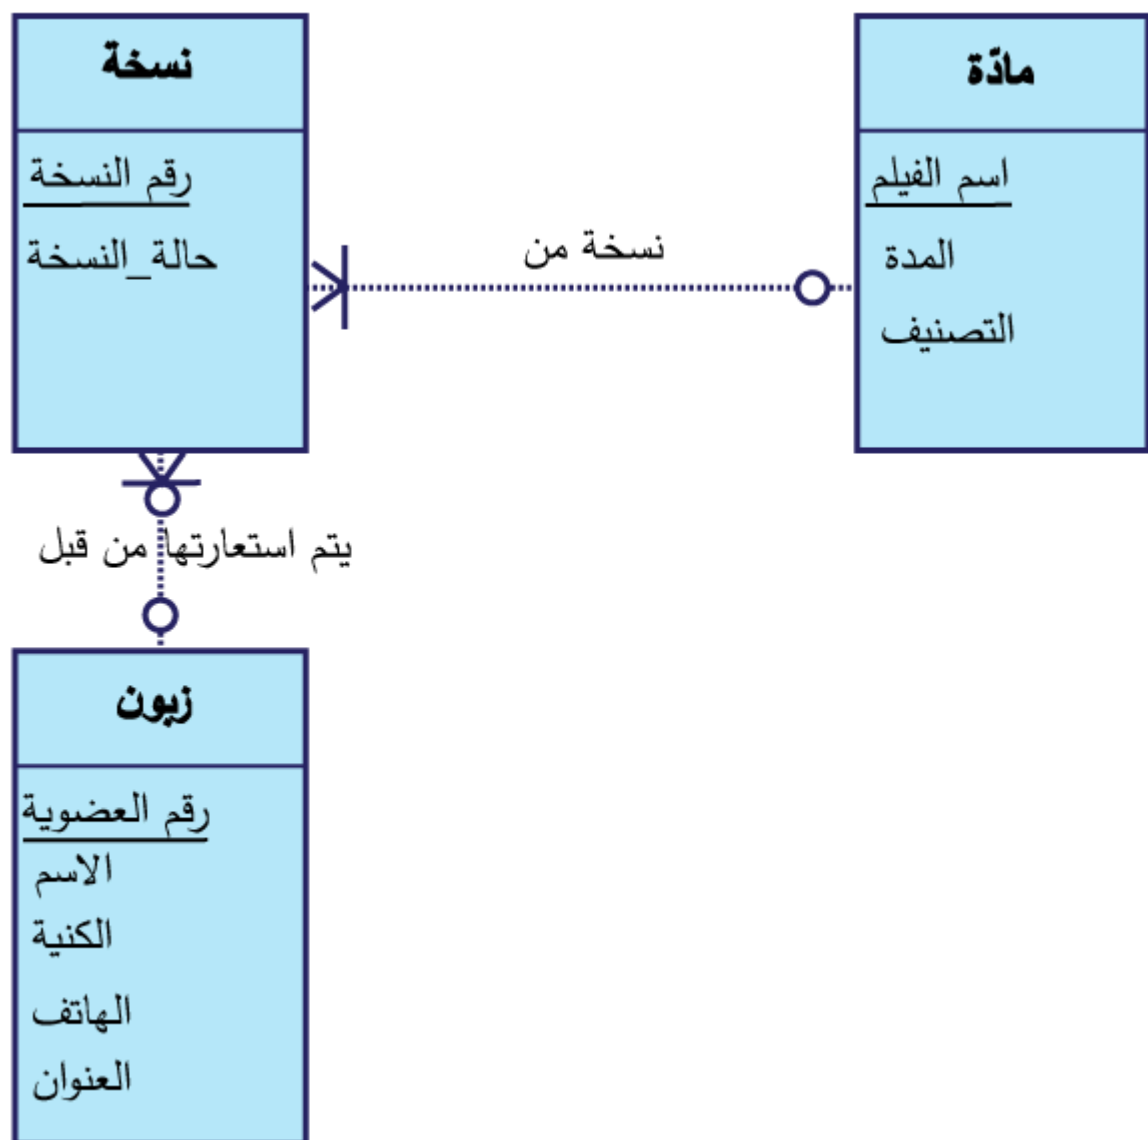 مادّة
اسم الفيلم
المدة
التصنيف
نسخة من
نسخة
رقم النسخة
حالة_النسخة
يتم استعارتها من قبل
زبون
رقم العضوية
الاسم
الكنية
الهاتف
العنوان